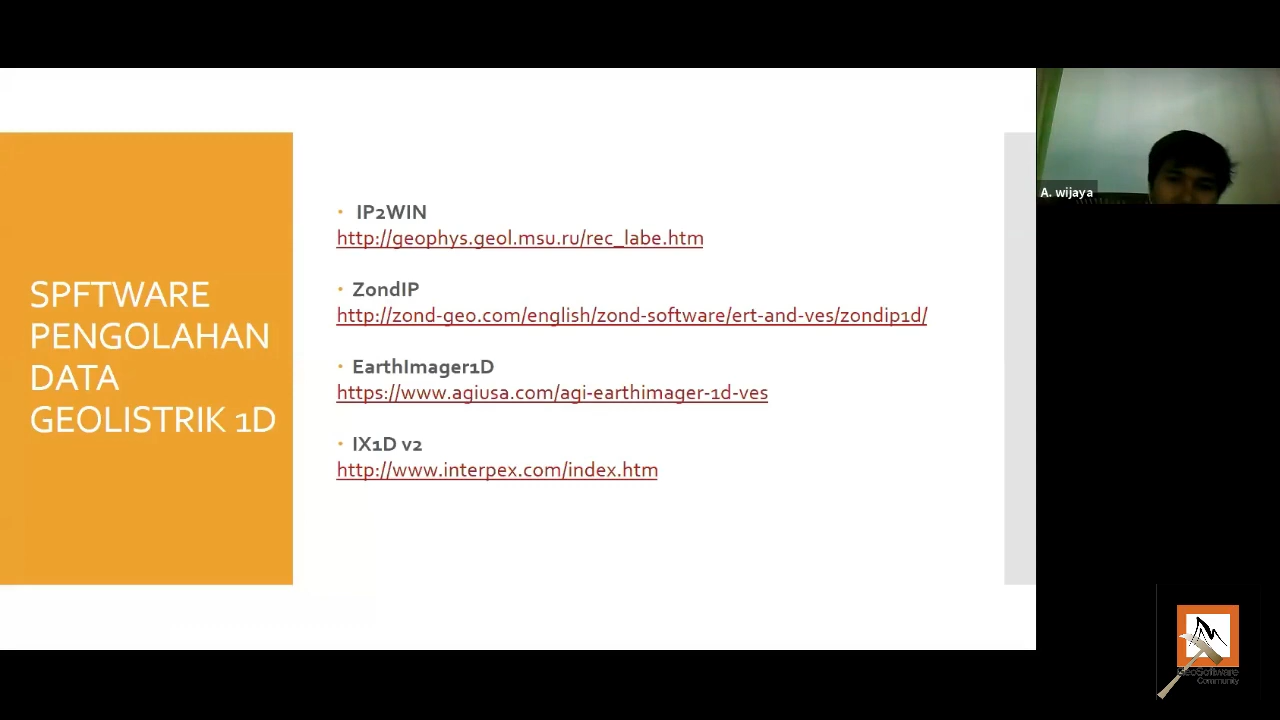 SPFTWARE
PENGOLAHAN
DATA
GEOLISTRIK 1D
• IP2WIN
http://geophys.geol.msu.ru/rec_labe.htm
• ZondIP
http://zond-geo.com/english/zond-software/ert-and-ves/zondip1d/
• EarthImager1D
https://www.agiusa.com/agi-earthimager-1d-ves
• IX1D v2
http://www.interpex.com/index.htm
A. wijaya
GeoSoftware
Community